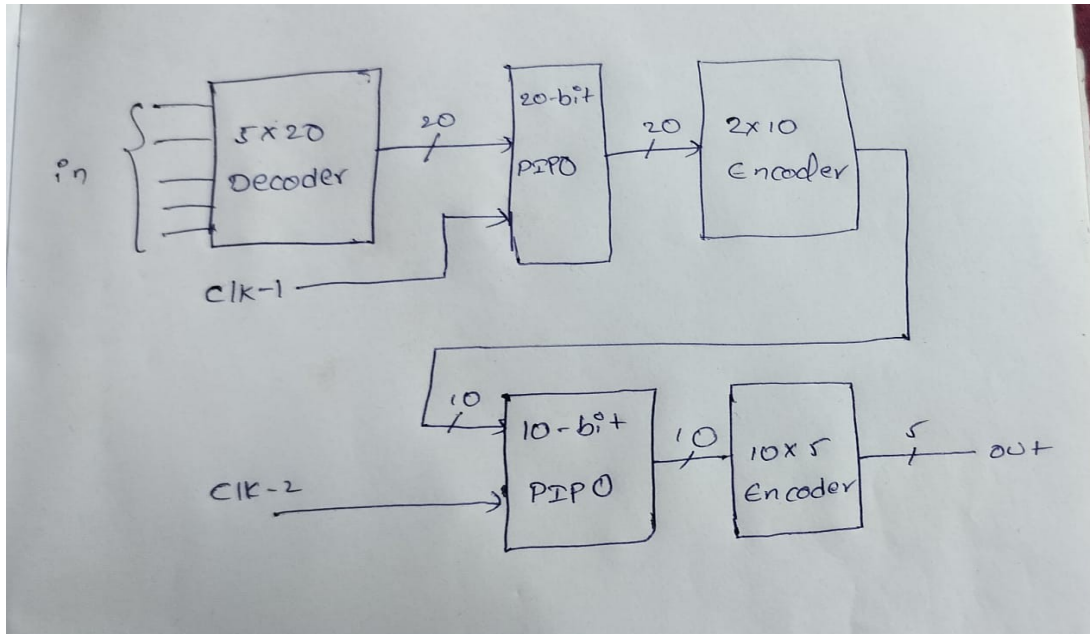 in
5x20
Decoder
20
20-bit
PIPO
20
2x10
Encoder
Clk-1
10
10-bit
PIPO
10
10x5
Encoder
5
out
Clk-2